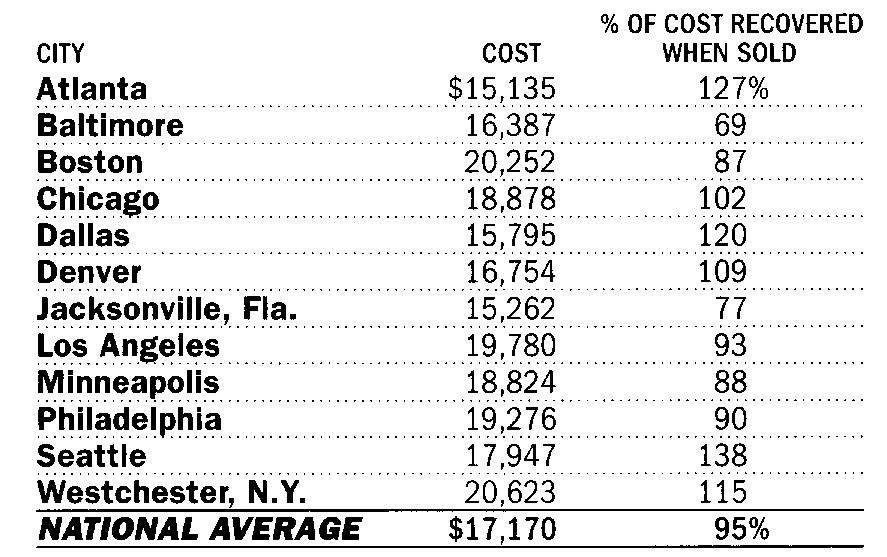 % OF COST RECOVERED
CITY COST WHEN SOLD
Atlanta $15,135 127%
Baltimore 16,387 69
Boston 20,252 87
Chicago 18,878 102
Dallas 15,795 120
Denver 16,754 109
Jacksonville, Fla. 15,262 77
Los Angeles 19,780 93
Minneapolis 18,824 88
Philadelphia 19,276 90
Seattle 17,947 138
Westchester, N.Y. 20,623 115
NATIONAL AVERAGE $17,170 95%